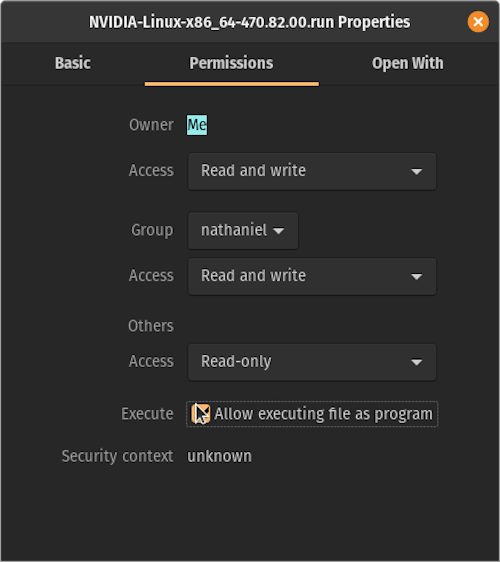 NVIDIA-Linux-x86_64-470.82.00.run Properties
Basic Permissions Open With
Owner Me
Access Read and write
Group nathaniel
Access Read and write
Others
Access Read-only
Execute Allow executing file as program
Security context unknown